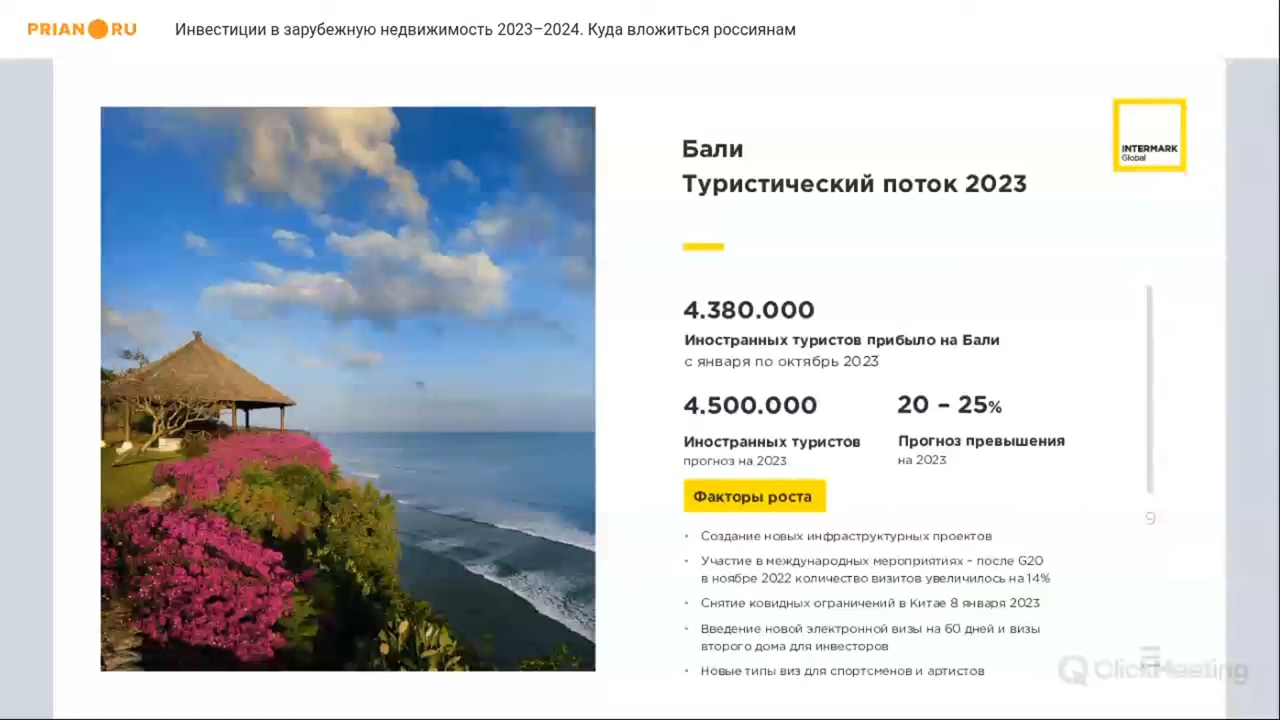 PRIAN RU
Инвестиции в зарубежную недвижимость 2023–2024. Куда вложиться россиянам
INTERMARK
Global
Бали
Туристический поток 2023
4.380.000
Иностранных туристов прибыло на Бали
с января по октябрь 2023
4.500.000
Иностранных туристов
прогноз на 2023
20 – 25%
Прогноз превышения
на 2023
Факторы роста
• Создание новых инфраструктурных проектов
• Участие в международных мероприятиях – после G20
в ноябре 2022 количество визитов увеличилось на 14%
• Снятие ковидных ограничений в Китае 8 января 2023
• Введение новой электронной визы на 60 дней и визы
второго дома для инвесторов
• Новые типы виз для спортсменов и артистов
9
ClickMeeting